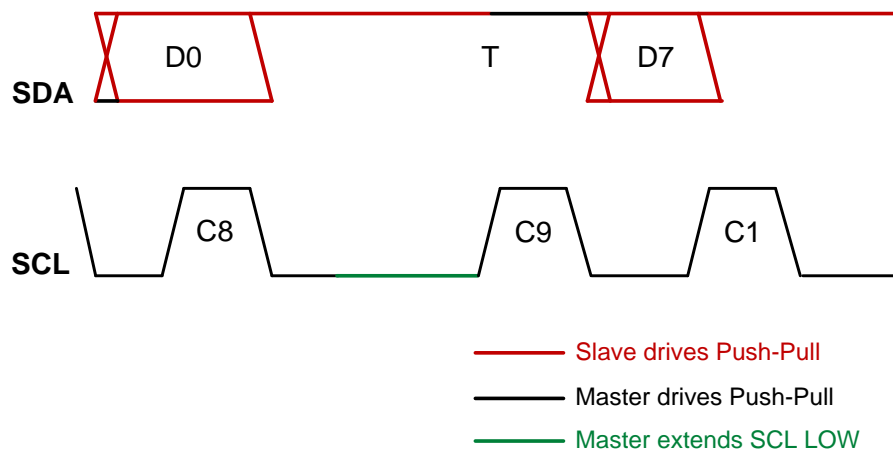 D0 T D7
SDA
C8 C9 C1
SCL
Slave drives Push-Pull
Master drives Push-Pull
Master extends SCL LOW